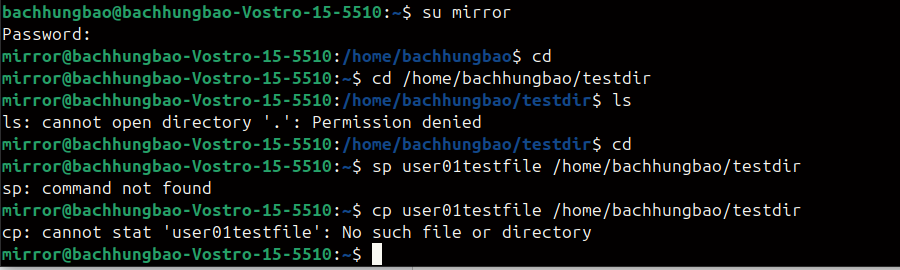 bachhungbao@bachhungbao-Vostro-15-5510:~$ su mirror
Password:
mirror@bachhungbao-Vostro-15-5510:/home/bachhungbao$ cd
mirror@bachhungbao-Vostro-15-5510:~$ cd /home/bachhungbao/testdir
mirror@bachhungbao-Vostro-15-5510:/home/bachhungbao/testdir$ ls
ls: cannot open directory '.': Permission denied
mirror@bachhungbao-Vostro-15-5510:/home/bachhungbao/testdir$ cd
mirror@bachhungbao-Vostro-15-5510:~$ sp user01testfile /home/bachhungbao/testdir
sp: command not found
mirror@bachhungbao-Vostro-15-5510:~$ cp user01testfile /home/bachhungbao/testdir
cp: cannot stat 'user01testfile': No such file or directory
mirror@bachhungbao-Vostro-15-5510:~$